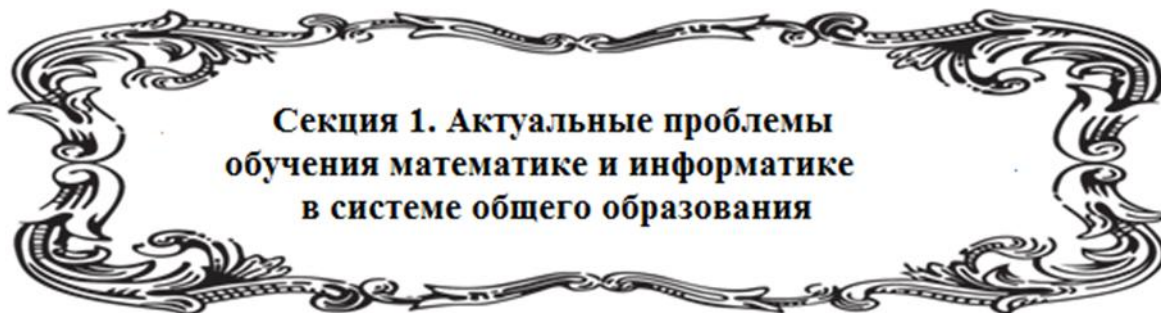 Секция 1. Актуальные проблемы
обучения математике и информатике
в системе общего образования